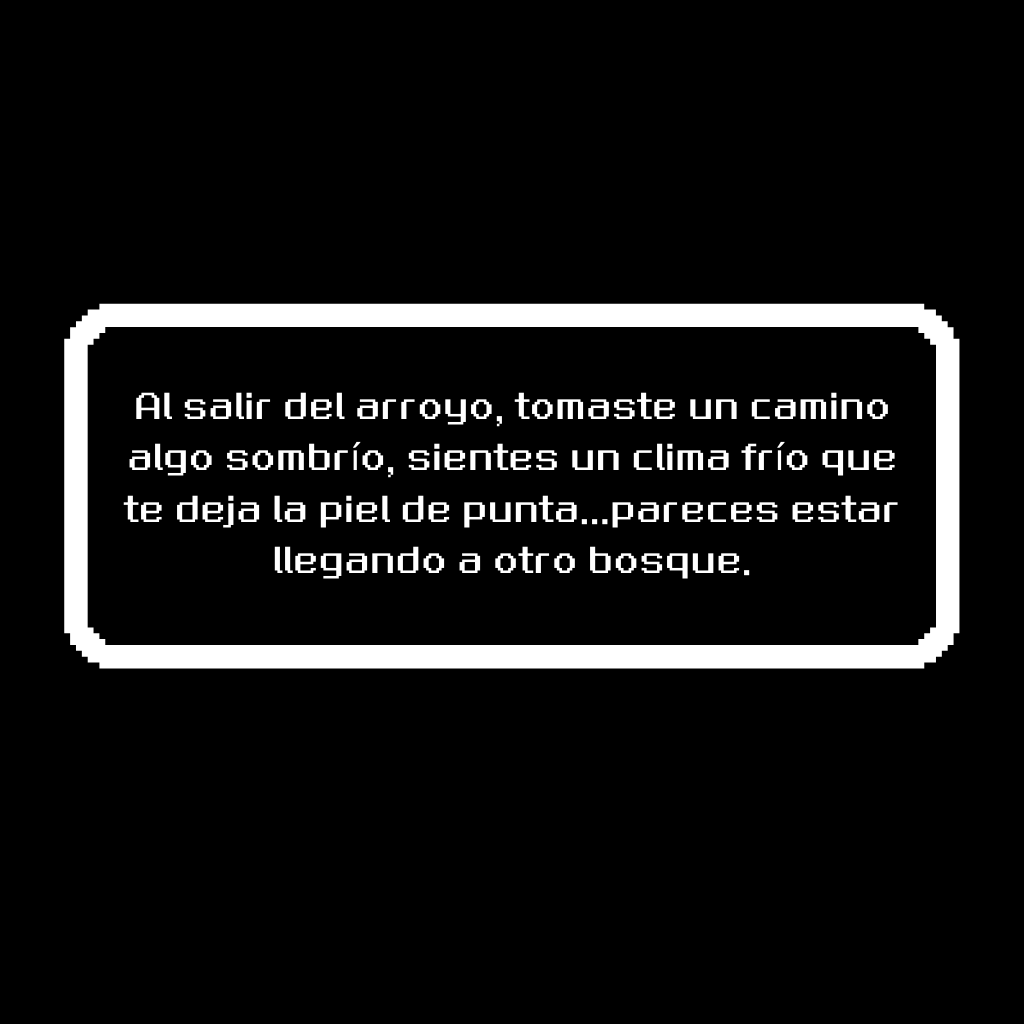 Al salir del arroyo, tomaste un camino
algo sombrío, sientes un clima frío que
te deja la piel de punta...pareces estar
llegando a otro bosque.